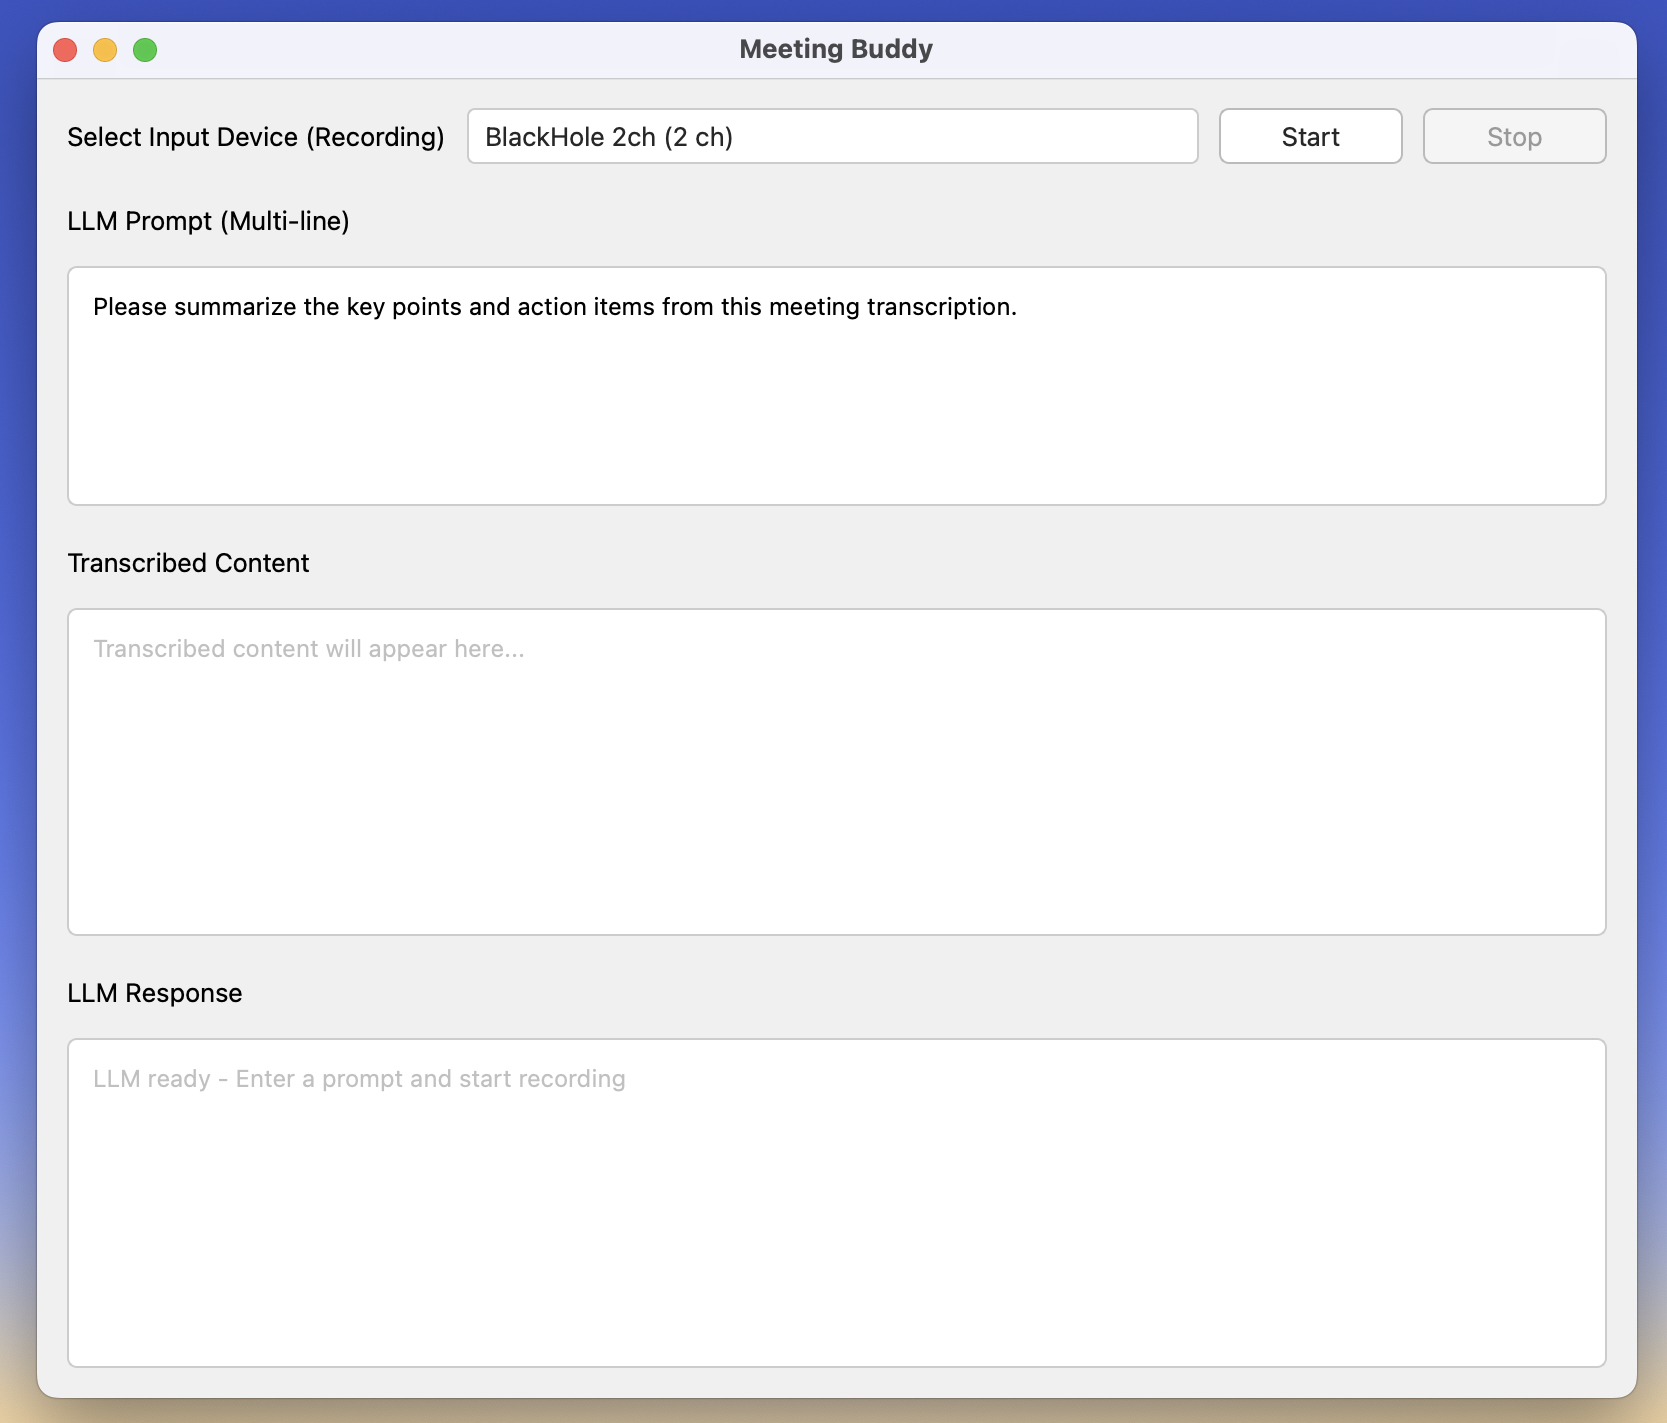 Meeting Buddy
Select Input Device (Recording) BlackHole 2ch (2 ch) Start Stop
LLM Prompt (Multi-line)
Please summarize the key points and action items from this meeting transcription.
Transcribed Content
Transcribed content will appear here...
LLM Response
LLM ready - Enter a prompt and start recording